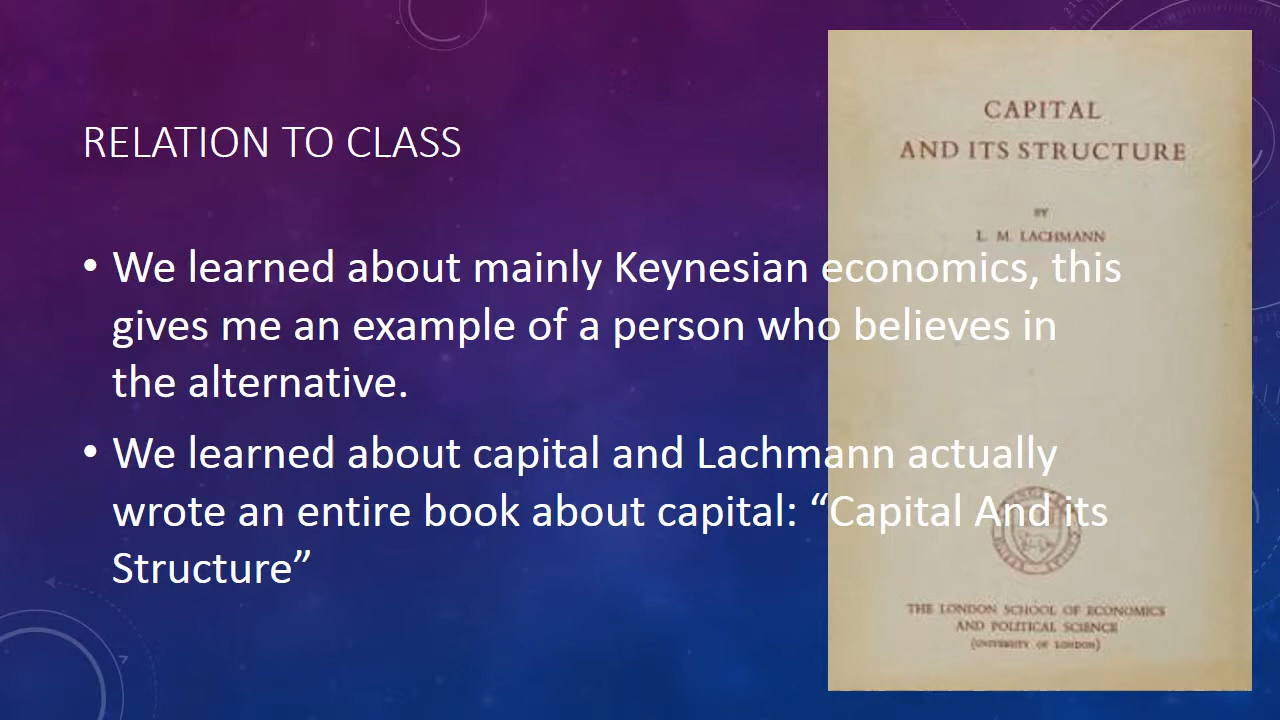 RELATION TO CLASS
• We learned about mainly Keynesian economics, this
gives me an example of a person who believes in
the alternative.
• We learned about capital and Lachmann actually
wrote an entire book about capital: “Capital And its
Structure”
CAPITAL
AND ITS STRUCTURE
BY
L. M. LACHMANN
THE LONDON SCHOOL OF ECONOMICS
AND POLITICAL SCIENCE
(UNIVERSITY OF LONDON)